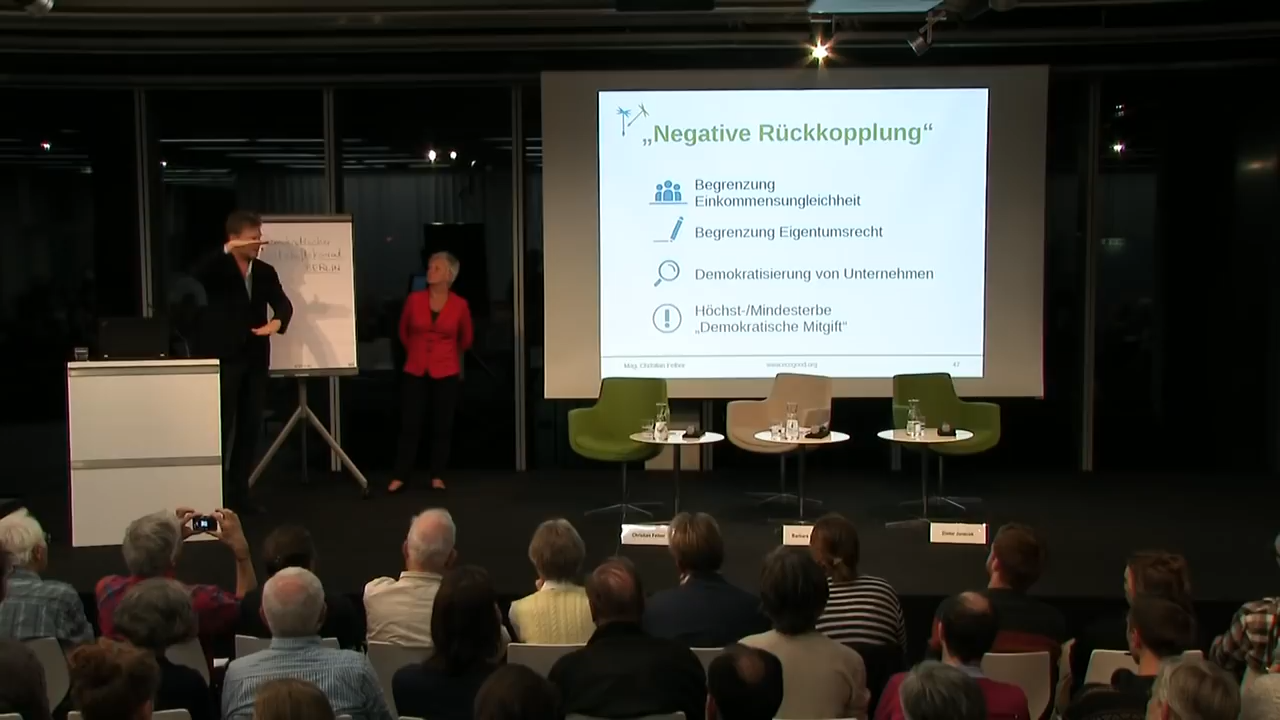 „Negative Rückkopplung“
Begrenzung
Einkommensungleichheit
Begrenzung Eigentumsrecht
Demokratisierung von Unternehmen
Höchst-/Mindesterbe
„Demokratische Mitgift“
Mag. Christian Felber
www.ecogood.org
47
Christian Felber
Barbara